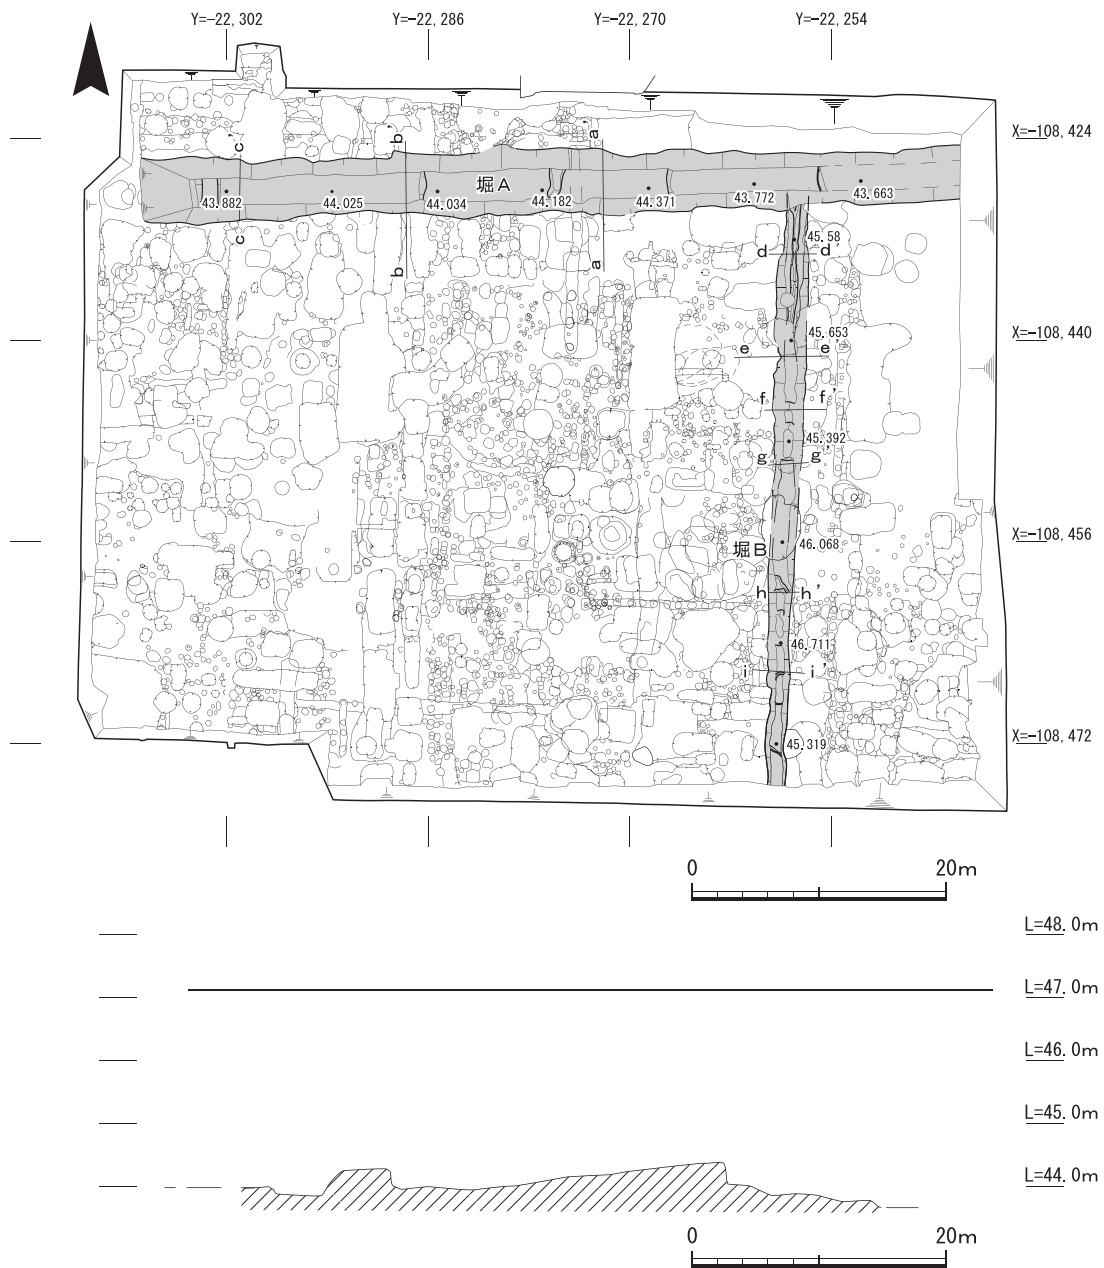 Y=-22, 302
Y=-22, 286
Y=-22, 270
Y=-22, 254
X=-108, 424
c'
b'
a'
堀A
43.882
44.025
44.034
44.182
44.371
43.772
43.663
c
b
a
45.58
d
d'
X=-108, 440
45.653
e
e'
f
f'
45.392
g
g'
X=-108, 456
堀B
46.068
h
h'
46.711
i
i'
X=-108, 472
45.319
0
20m
L=48. 0m
L=47. 0m
L=46. 0m
L=45. 0m
L=44. 0m
0
20m